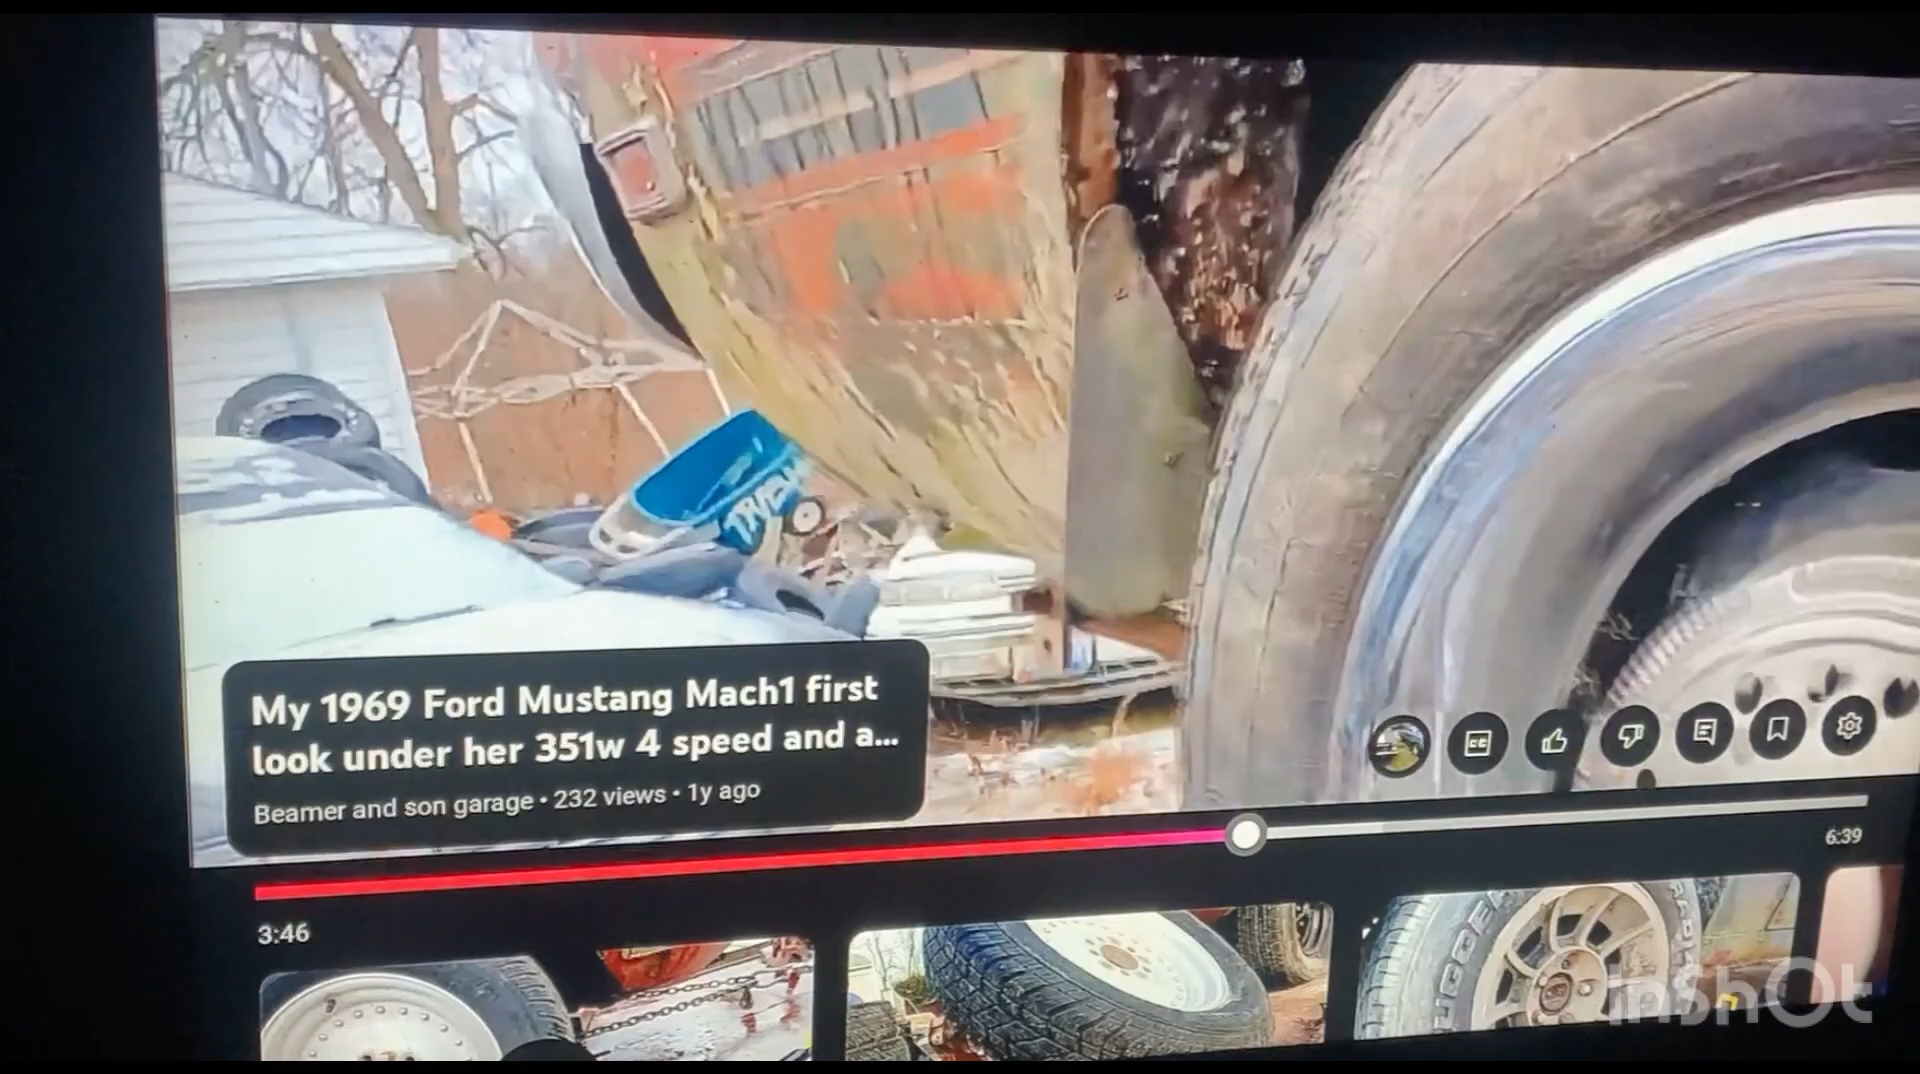 My 1969 Ford Mustang Mach1 first
look under her 351w 4 speed and a...
Beamer and son garage • 232 views • 1y ago
CC
3:46
6:39
InShOt